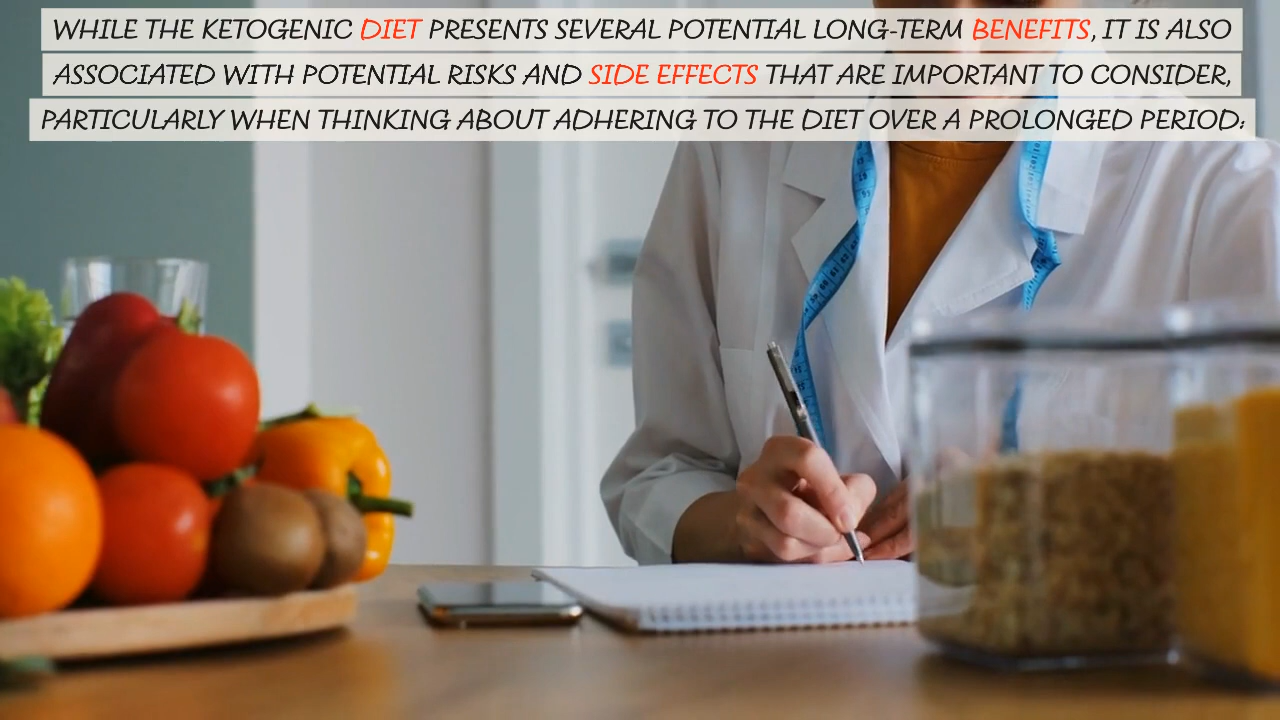 WHILE THE KETOGENIC DIET PRESENTS SEVERAL POTENTIAL LONG-TERM BENEFITS, IT IS ALSO
ASSOCIATED WITH POTENTIAL RISKS AND SIDE EFFECTS THAT ARE IMPORTANT TO CONSIDER,
PARTICULARLY WHEN THINKING ABOUT ADHERING TO THE DIET OVER A PROLONGED PERIOD: